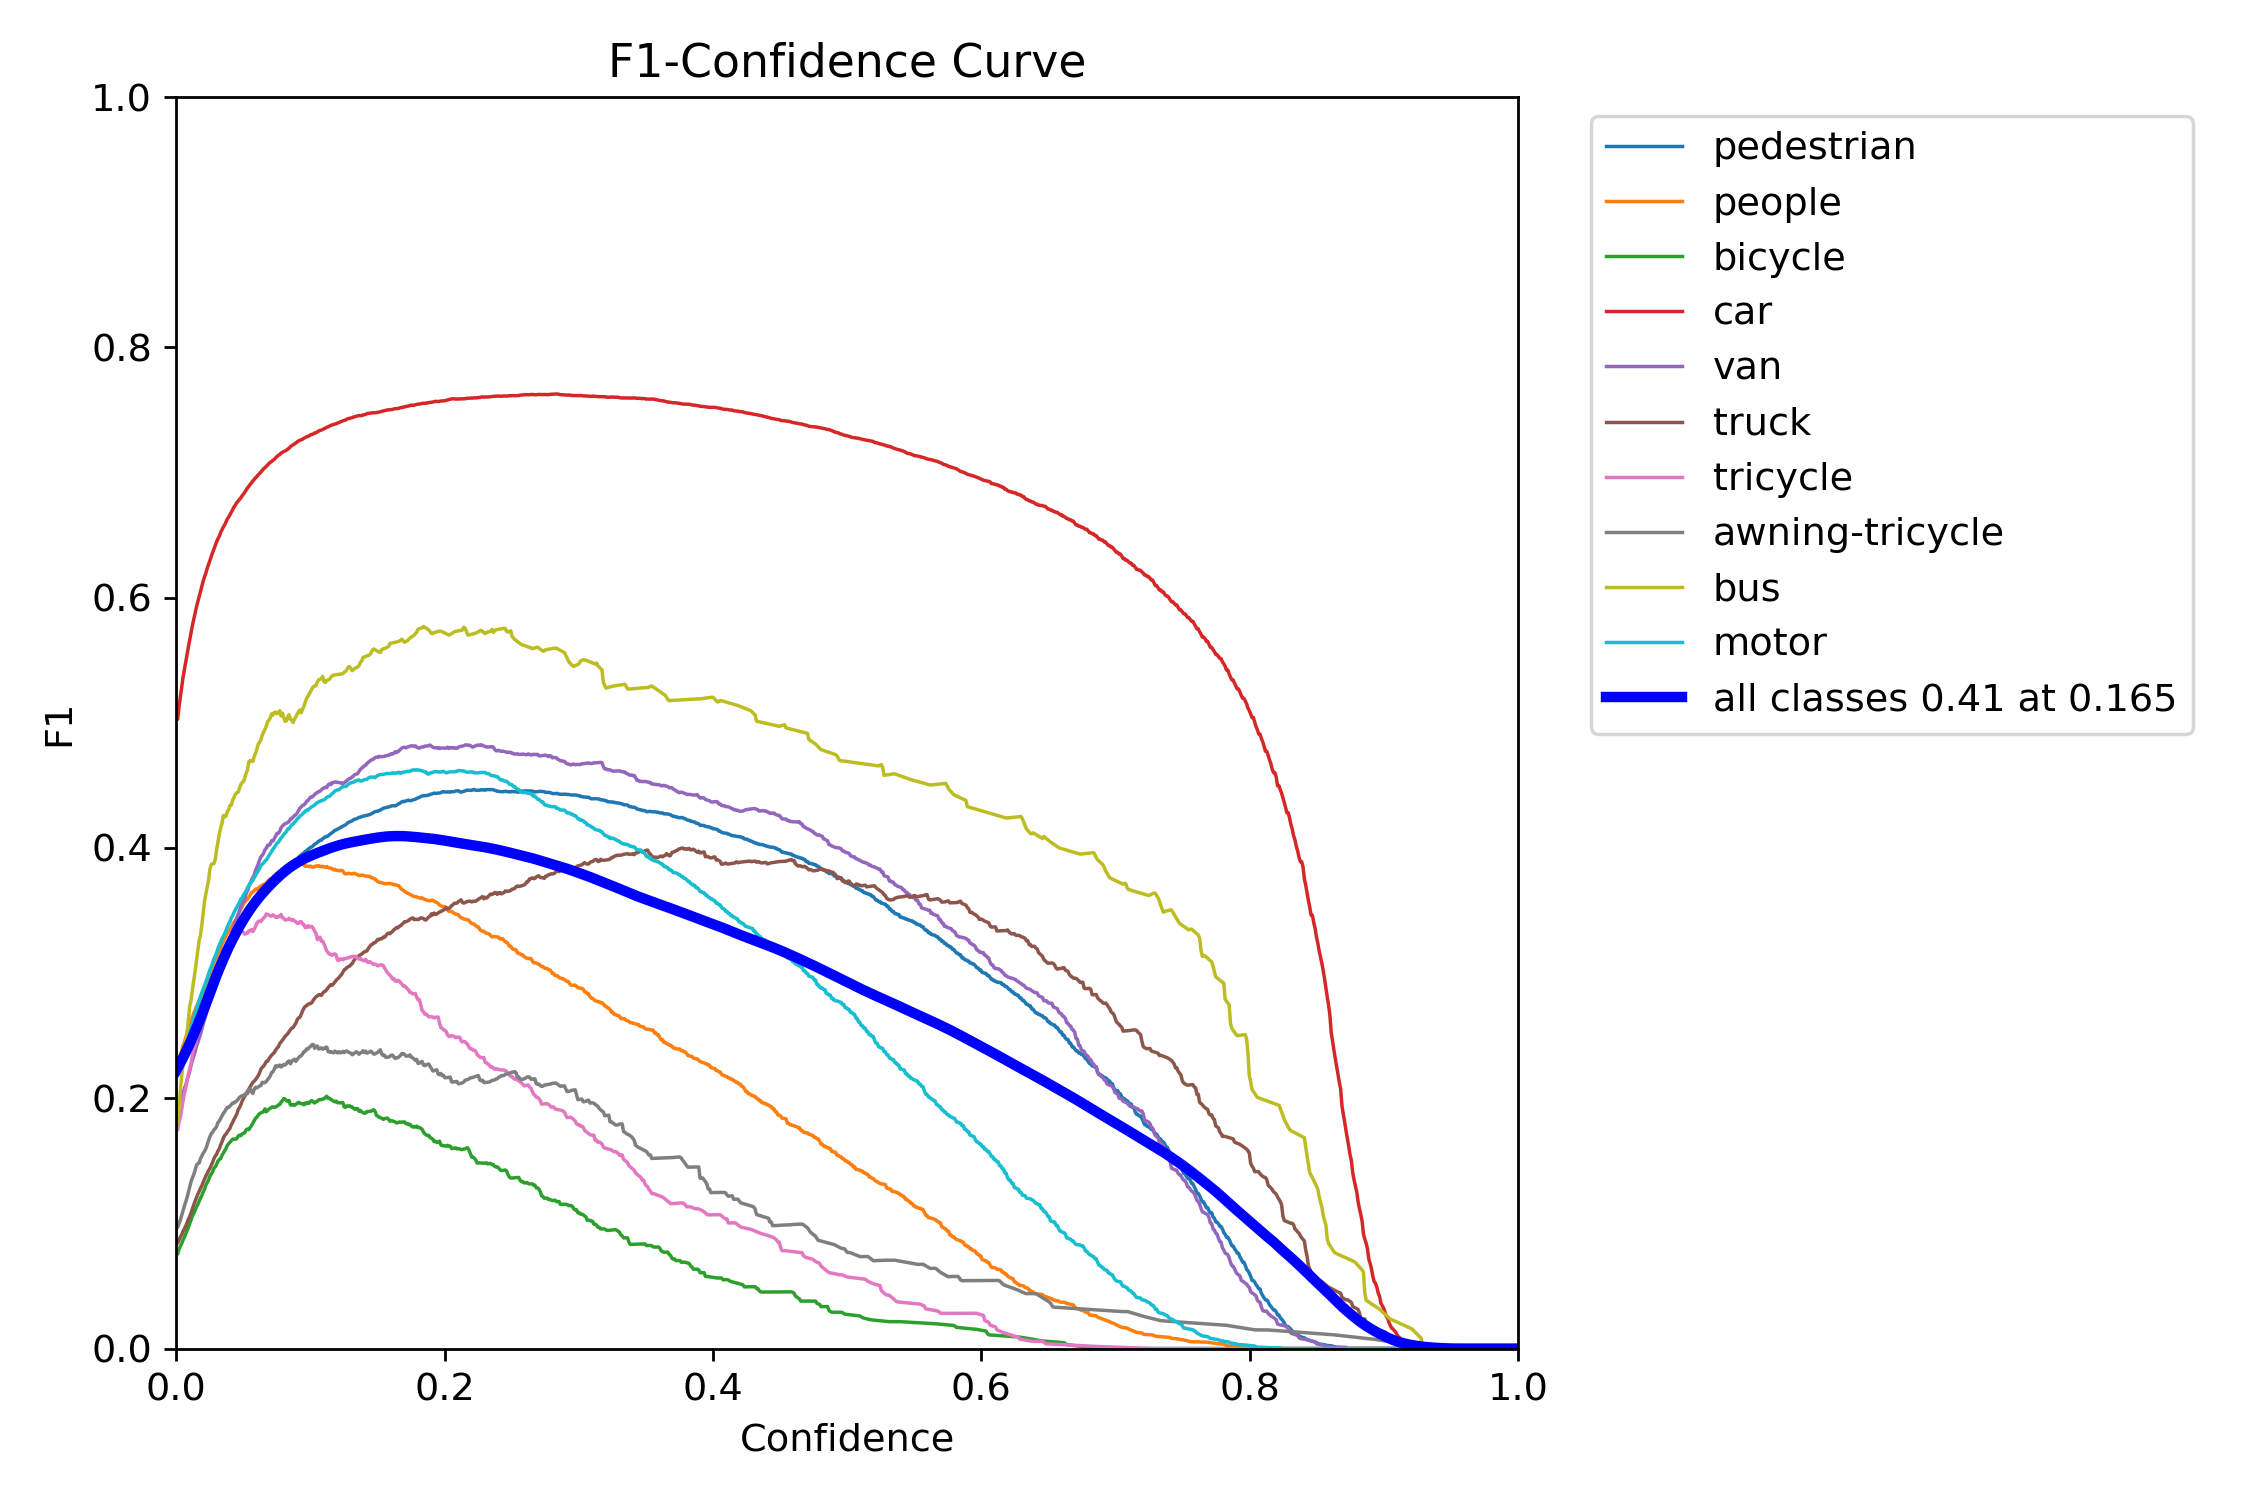 F1-Confidence Curve
1.0
0.8
0.6
0.4
0.2
0.0
F1
0.0 0.2 0.4 0.6 0.8 1.0
Confidence
pedestrian
people
bicycle
car
van
truck
tricycle
awning-tricycle
bus
motor
all classes 0.41 at 0.165